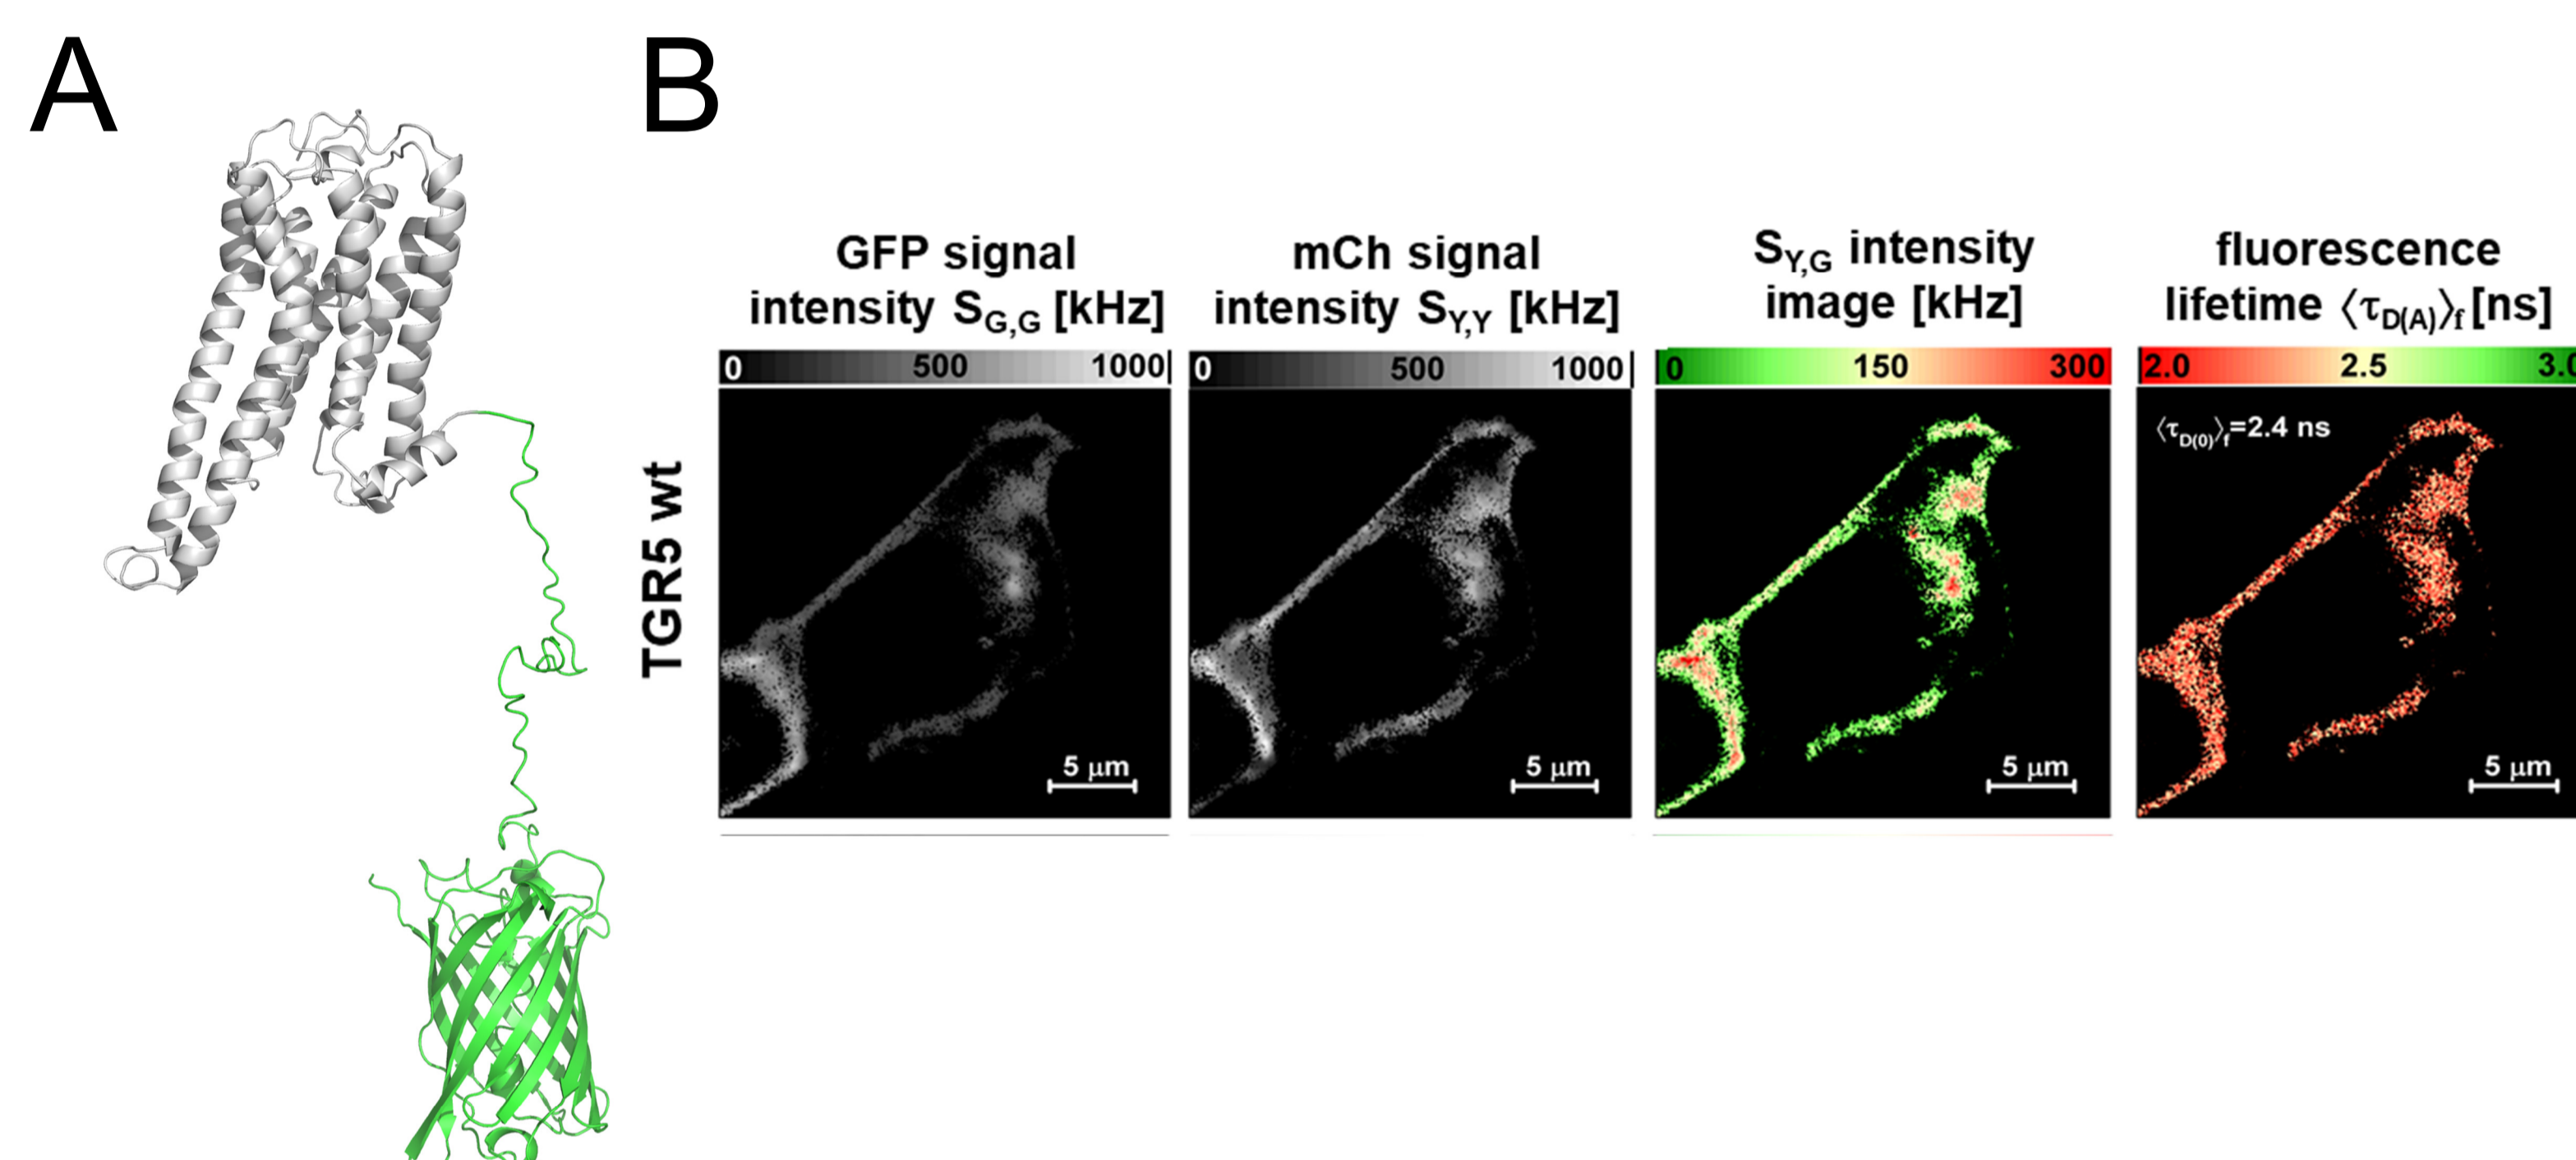 A
B
GFP signal
intensity S_G,G [kHz]
mCh signal
intensity S_Y,Y [kHz]
S_Y,G intensity
image [kHz]
fluorescence
lifetime ⟨τ_D(A)⟩_f [ns]
0 500 1000
0 500 1000
0 150 300
2.0 2.5 3.0
TGR5 wt
⟨τ_D(0)⟩_f=2.4 ns
5 μm
5 μm
5 μm
5 μm